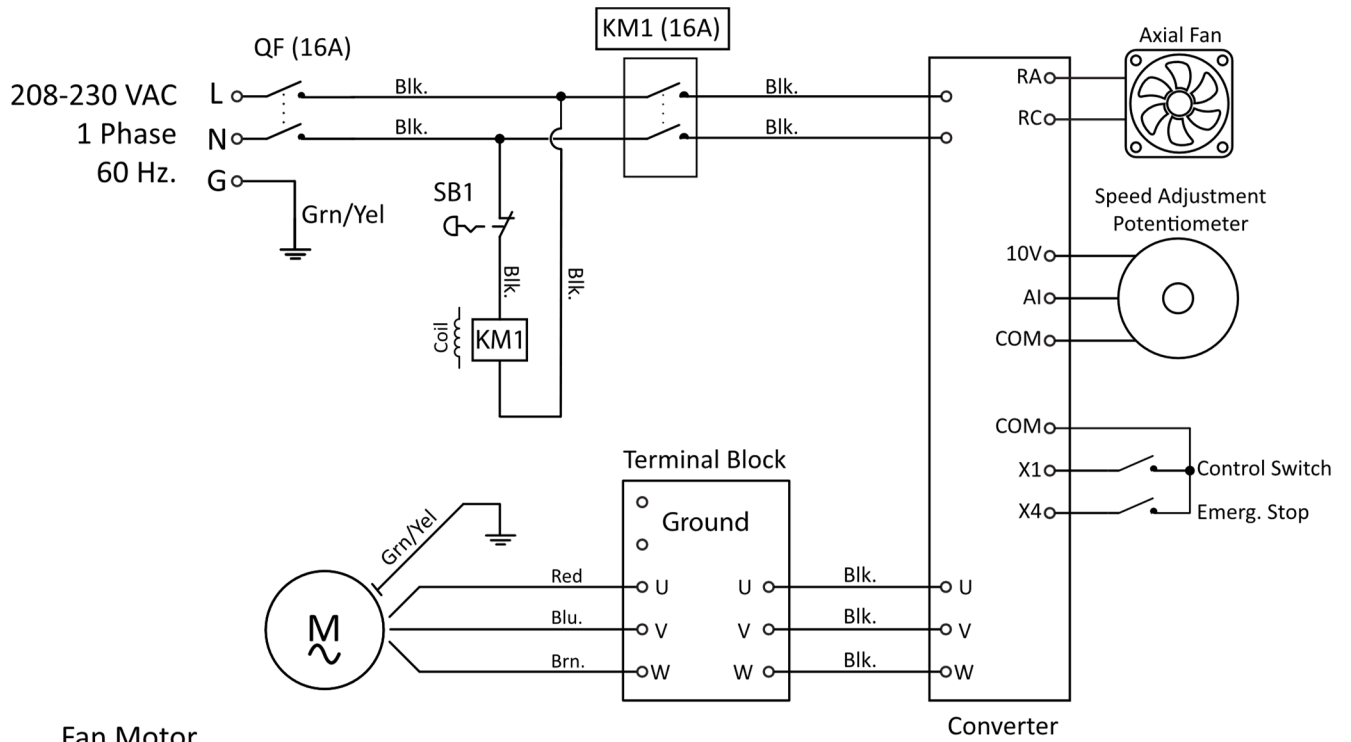 KM1 (16A)
QF (16A)
Axial Fan
208-230 VAC
L
Blk.
Blk.
RA
1 Phase
N
Blk.
Blk.
RC
60 Hz.
G
Grn/Yel
SB1
Speed Adjustment
Potentiometer
10V
Blk.
Blk.
AI
Coil
KM1
COM
COM
Terminal Block
X1
Control Switch
X4
Emerg. Stop
Ground
Grn/Yel
Red
U
U
Blk.
U
M
Blu.
V
V
Blk.
V
Brn.
W
W
Blk.
W
Fan Motor
Converter